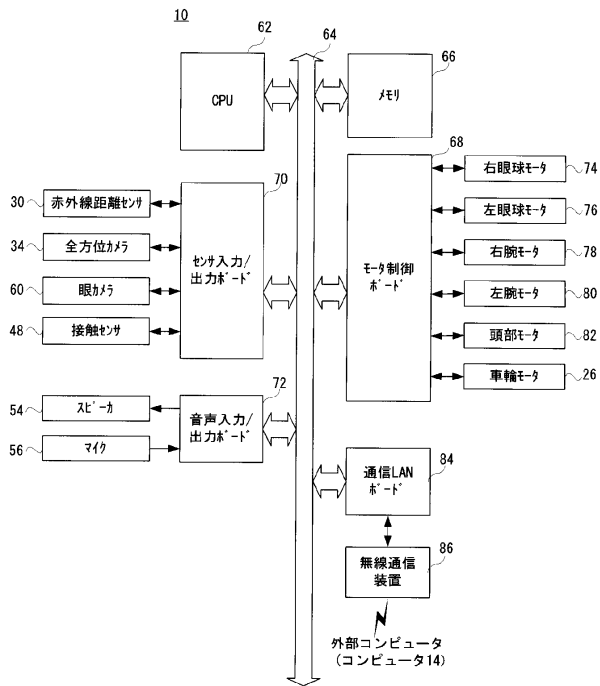 10
62
64
66
CPU
ﾒﾓﾘ
68
70
30
赤外線距離ｾﾝｻ
34
全方位ｶﾒﾗ
60
眼ｶﾒﾗ
48
接触ｾﾝｻ
ｾﾝｻ入力/
出力ﾎﾞｰﾄﾞ
ﾓｰﾀ制御
ﾎﾞｰﾄﾞ
右眼球ﾓｰﾀ
74
左眼球ﾓｰﾀ
76
右腕ﾓｰﾀ
78
左腕ﾓｰﾀ
80
頭部ﾓｰﾀ
82
車輪ﾓｰﾀ
26
72
54
ｽﾋﾟｰｶ
56
ﾏｲｸ
音声入力/
出力ﾎﾞｰﾄﾞ
84
通信LAN
ﾎﾞｰﾄﾞ
86
無線通信
装置
外部コンピュータ
(コンピュータ14)